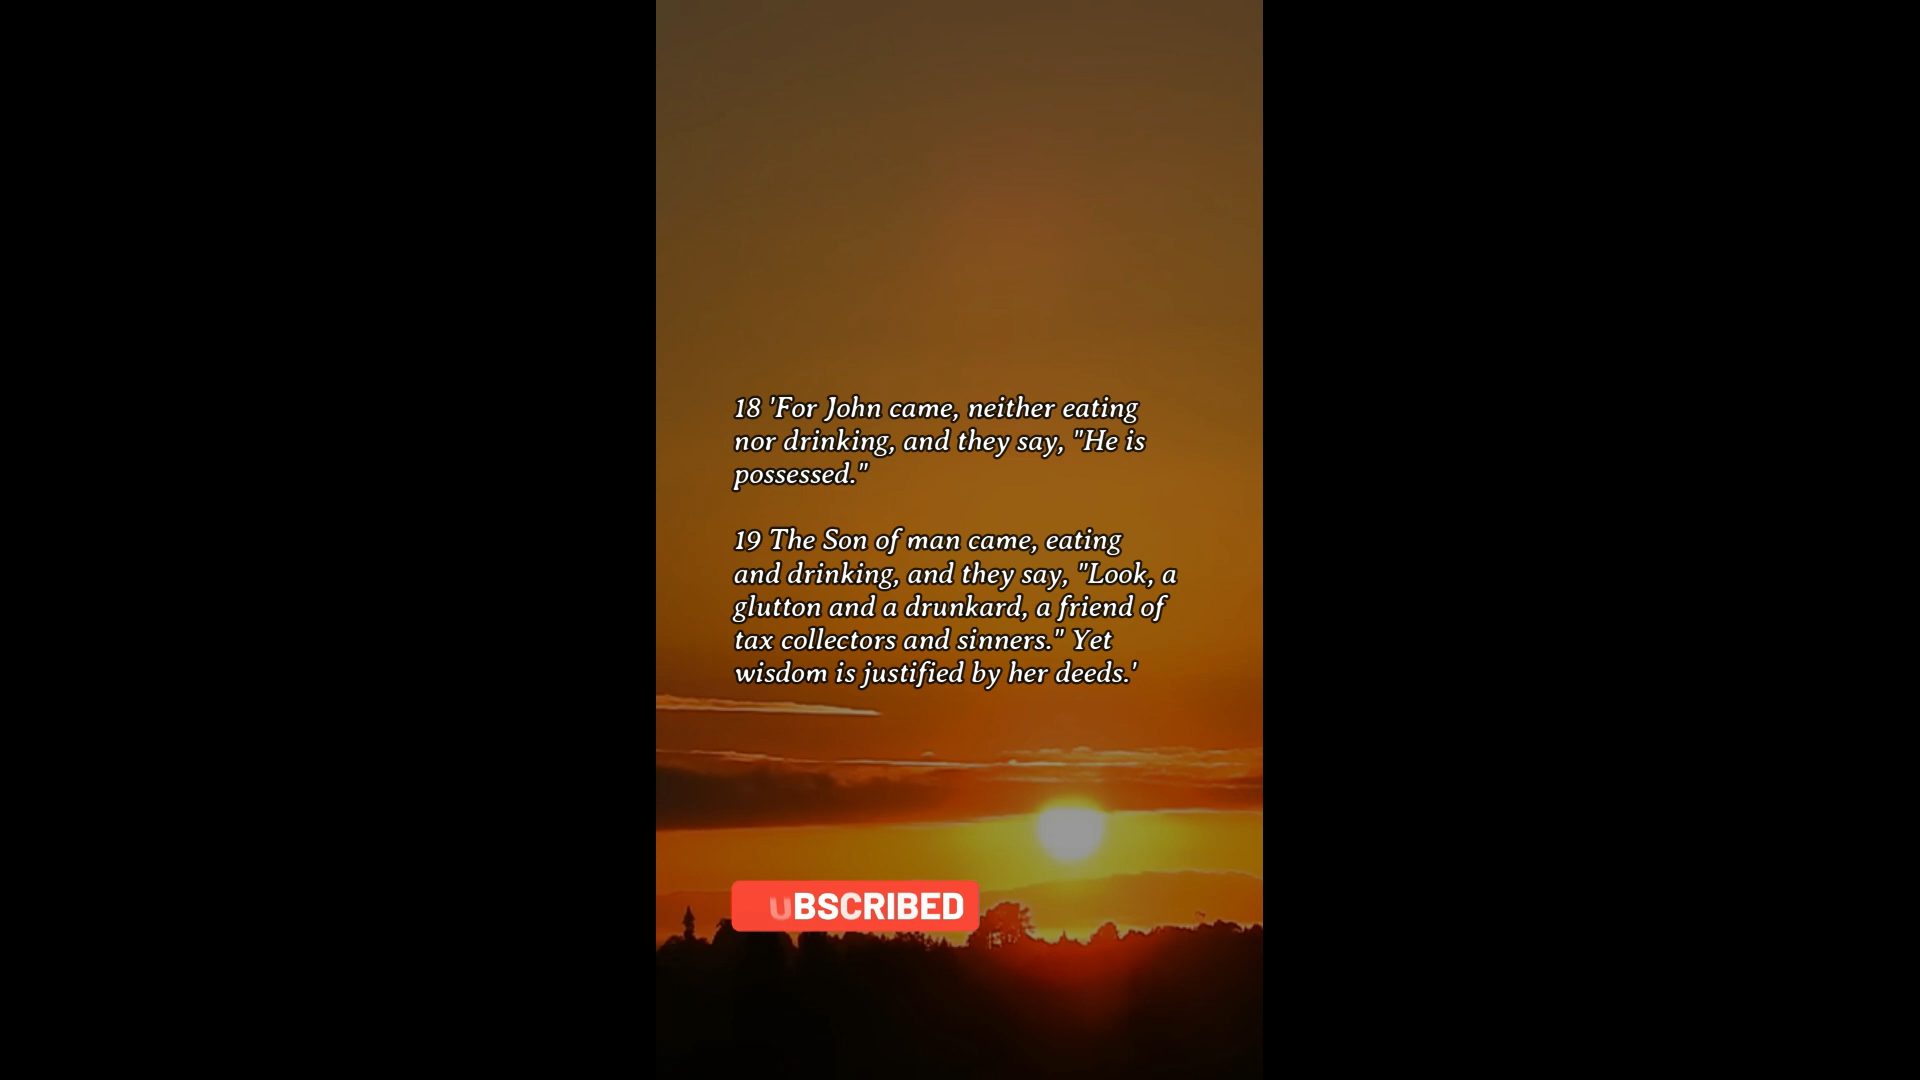 18 'For John came, neither eating
nor drinking, and they say, "He is
possessed."
19 The Son of man came, eating
and drinking, and they say, "Look, a
glutton and a drunkard, a friend of
tax collectors and sinners." Yet
wisdom is justified by her deeds.'
UBSCRIBED